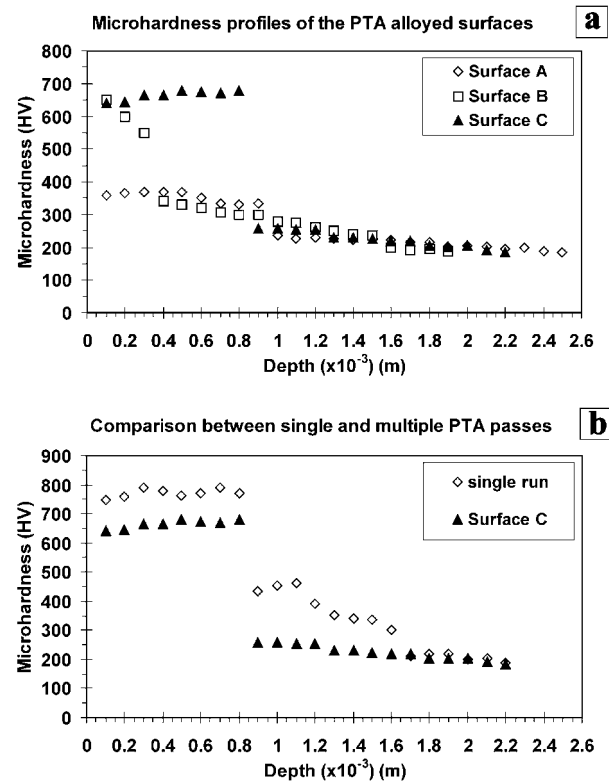 Microhardness profiles of the PTA alloyed surfaces
a
800
700
600
500
400
300
200
100
0
Microhardness (HV)
Surface A
Surface B
Surface C
0 0.2 0.4 0.6 0.8 1 1.2 1.4 1.6 1.8 2 2.2 2.4 2.6
Depth (x10⁻³) (m)
Comparison between single and multiple PTA passes
b
900
800
700
600
500
400
300
200
100
0
Microhardness (HV)
single run
Surface C
0 0.2 0.4 0.6 0.8 1 1.2 1.4 1.6 1.8 2 2.2 2.4 2.6
Depth (x10⁻³) (m)